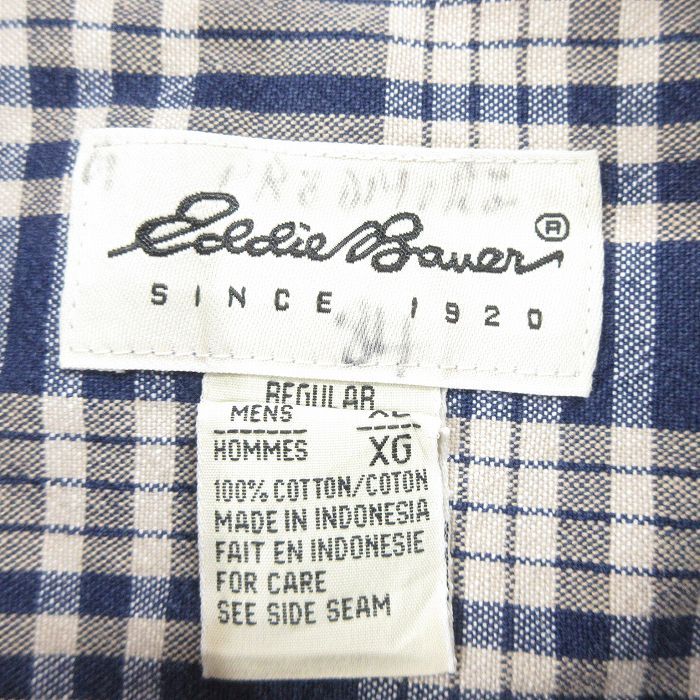 Eddie Bauer ®
SINCE 1920
REGULAR
MENS
HOMMES XG
100% COTTON/COTON
MADE IN INDONESIA
FAIT EN INDONESIE
FOR CARE
SEE SIDE SEAM